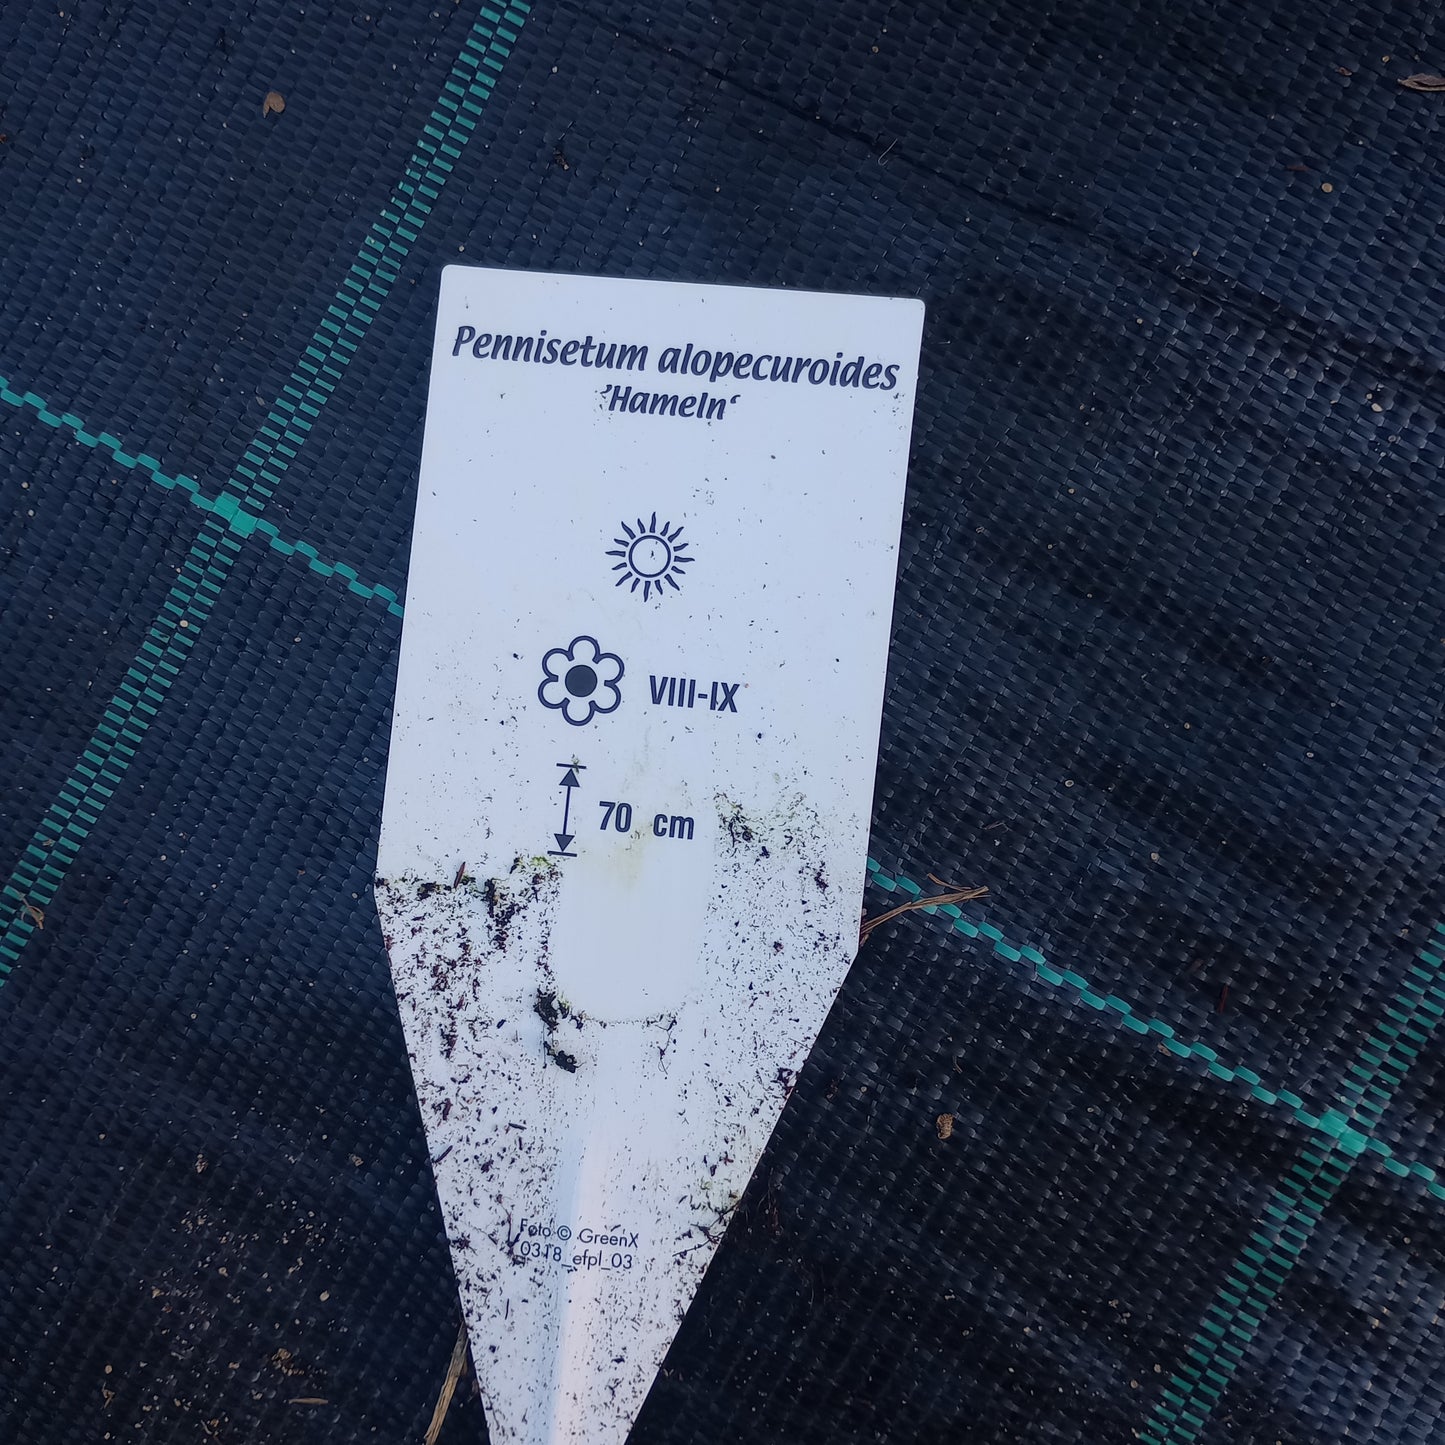 Pennisetum alopecuroides
’Hameln‘
VIII-IX
70 cm
Foto © GreenX
0318_efpl_03